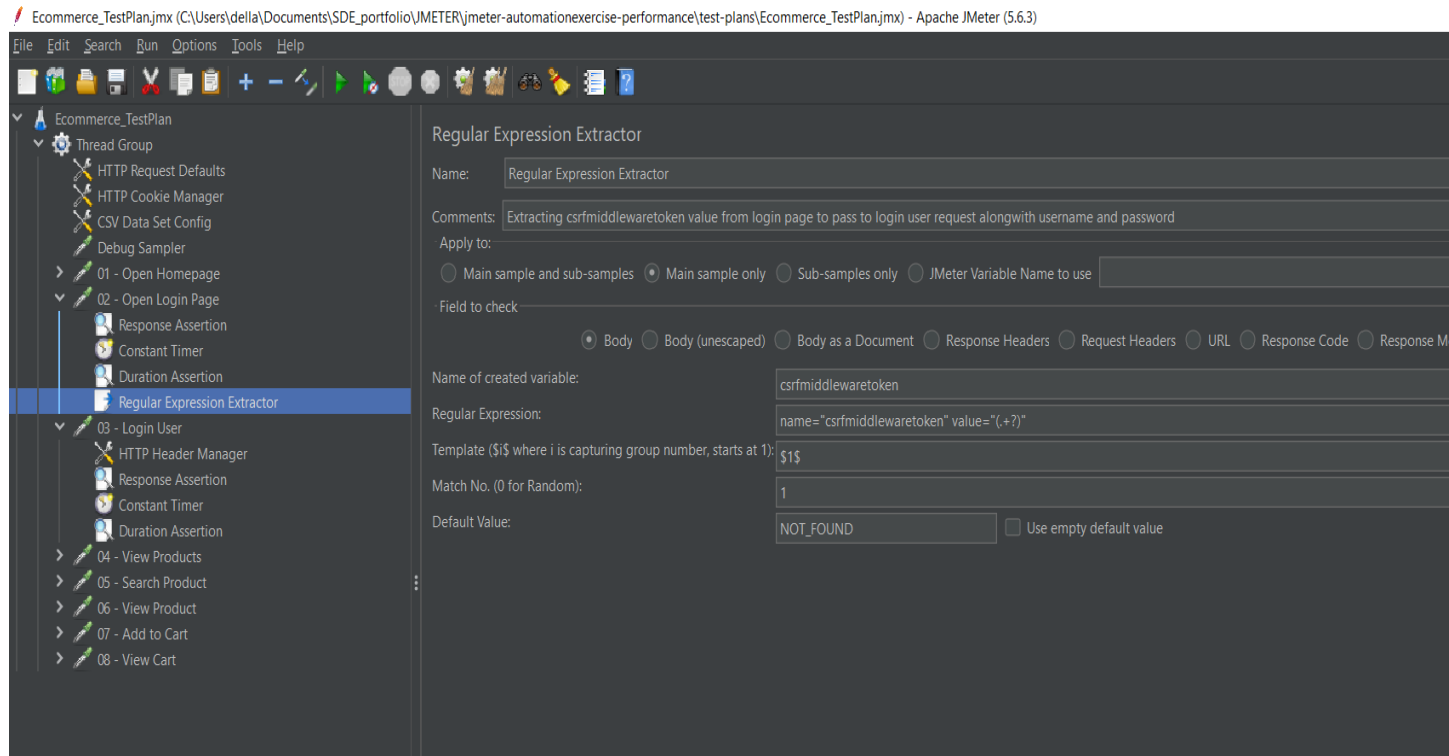 Ecommerce_TestPlan.jmx (C:\Users\della\Documents\SDE_portfolio\JMETER\jmeter-automationexercise-performance\test-plans\Ecommerce_TestPlan.jmx) - Apache JMeter (5.6.3)
File Edit Search Run Options Tools Help
Ecommerce_TestPlan
Thread Group
HTTP Request Defaults
HTTP Cookie Manager
CSV Data Set Config
Debug Sampler
01 - Open Homepage
02 - Open Login Page
Response Assertion
Constant Timer
Duration Assertion
Regular Expression Extractor
03 - Login User
HTTP Header Manager
Response Assertion
Constant Timer
Duration Assertion
04 - View Products
05 - Search Product
06 - View Product
07 - Add to Cart
08 - View Cart
Regular Expression Extractor
Name: Regular Expression Extractor
Comments: Extracting csrfmiddlewaretoken value from login page to pass to login user request alongwith username and password
Apply to:
Main sample and sub-samples Main sample only Sub-samples only JMeter Variable Name to use
Field to check
Body Body (unescaped) Body as a Document Response Headers Request Headers URL Response Code Response M
Name of created variable: csrfmiddlewaretoken
Regular Expression: name="csrfmiddlewaretoken" value="(.+?)"
Template ($i$ where i is capturing group number, starts at 1): $1$
Match No. (0 for Random): 1
Default Value: NOT_FOUND Use empty default value